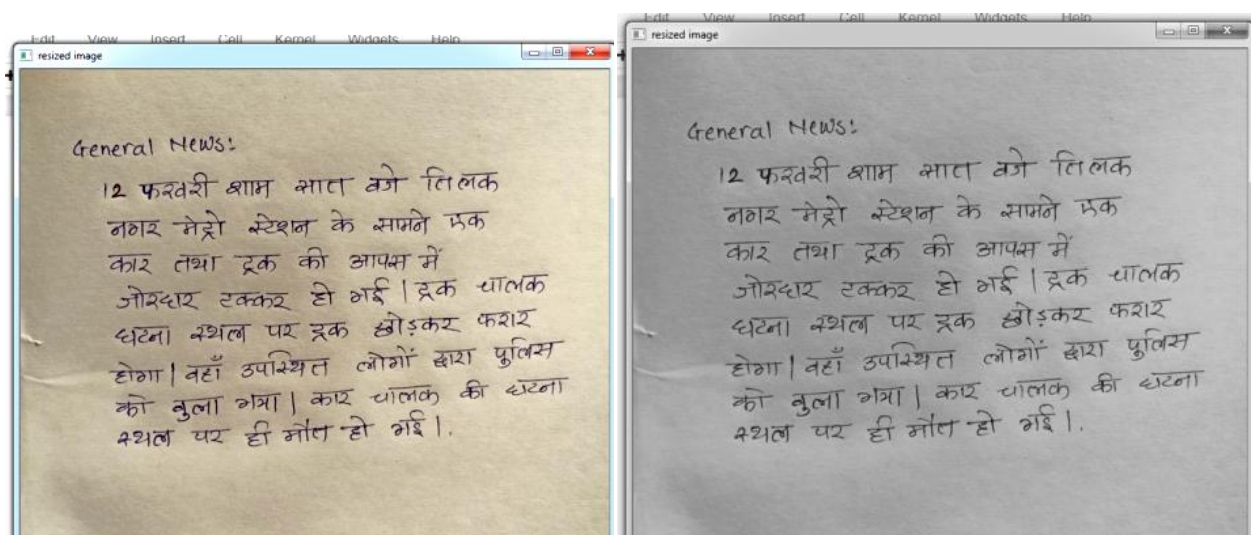 Edit View Insert Cell Kernel Widgets Help
resized image
General News:
12 फरवरी शाम सात बजे तिलक
नगर मेट्रो स्टेशन के सामने एक
कार तथा ट्रक की आपस में
जोरदार टक्कर हो गई | ट्रक चालक
घटना स्थल पर ट्रक छोड़कर फरार
होगा | वहाँ उपस्थित लोगों द्वारा पुलिस
को बुला गया | कार चालक की घटना
स्थल पर ही मौत हो गई |.
Edit View Insert Cell Kernel Widgets Help
resized image
General News:
12 फरवरी शाम सात बजे तिलक
नगर मेट्रो स्टेशन के सामने एक
कार तथा ट्रक की आपस में
जोरदार टक्कर हो गई | ट्रक चालक
घटना स्थल पर ट्रक छोड़कर फरार
होगा | वहाँ उपस्थित लोगों द्वारा पुलिस
को बुला गया | कार चालक की घटना
स्थल पर ही मौत हो गई |.